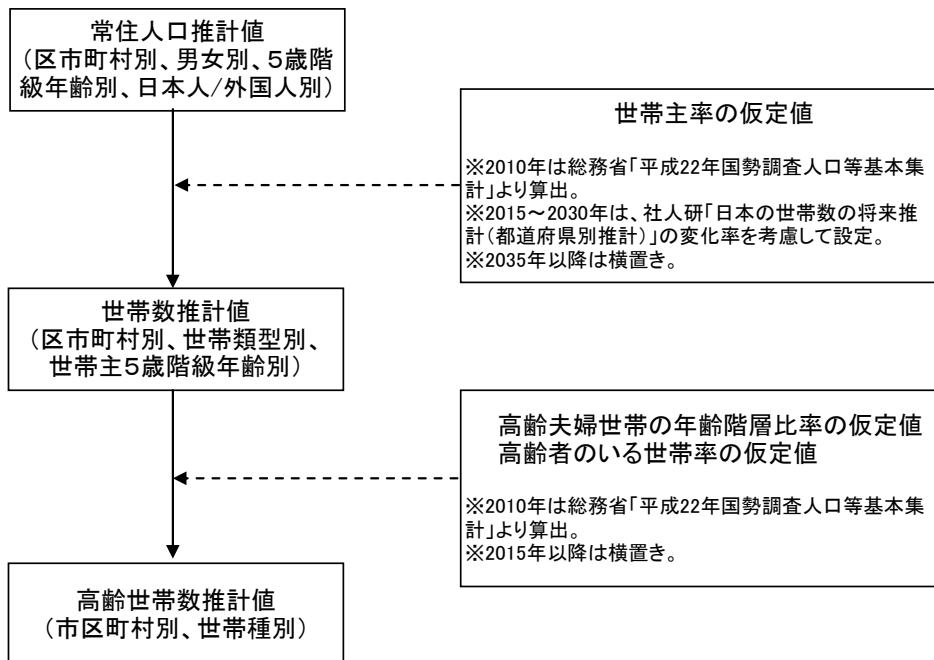 常住人口推計値
（区市町村別、男女別、５歳階
級年齢別、日本人/外国人別）
世帯主率の仮定値
※2010年は総務省「平成22年国勢調査人口等基本集
計」より算出。
※2015～2030年は、社人研「日本の世帯数の将来推
計（都道府県別推計）」の変化率を考慮して設定。
※2035年以降は横置き。
世帯数推計値
（区市町村別、世帯類型別、
世帯主５歳階級年齢別）
高齢夫婦世帯の年齢階層比率の仮定値
高齢者のいる世帯率の仮定値
※2010年は総務省「平成22年国勢調査人口等基本集
計」より算出。
※2015年以降は横置き。
高齢世帯数推計値
（市区町村別、世帯種別）